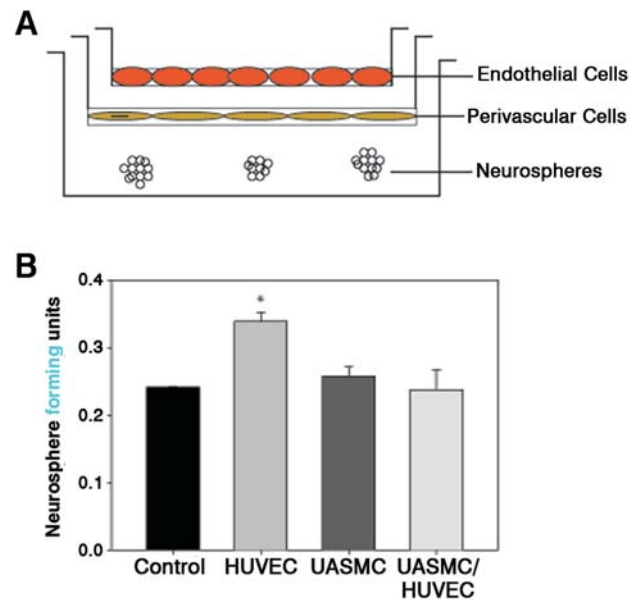 A
Endothelial Cells
Perivascular Cells
Neurospheres
B
Neurosphere forming units
0.4
0.3
0.2
0.1
0.0
*
Control
HUVEC
UASMC
UASMC/
HUVEC